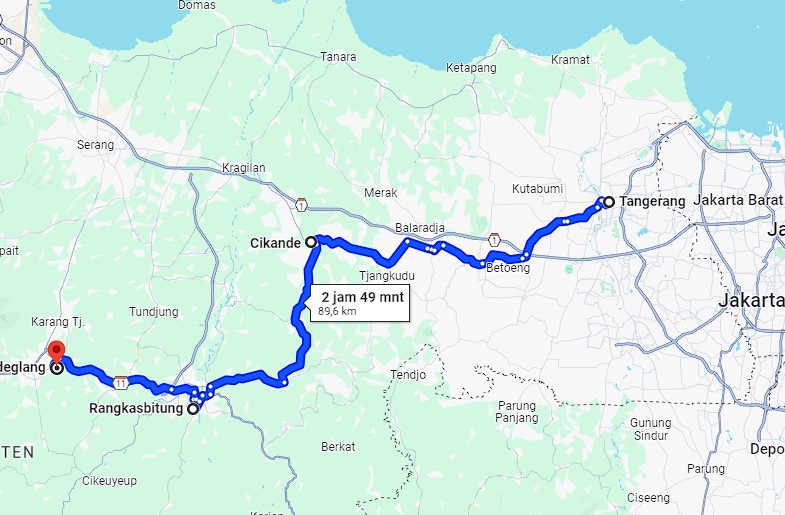 Domas
on
Tanara
Kramat
Ketapang
Serang
Kragilan
1
Merak
Kutabumi
Tangerang
Jakarta Barat
Balaradja
1
Ja
Cikande
pait
Tjangkudu
Betoeng
2 jam 49 mnt
89,6 km
Jakarta
Tundjung
Karang Tj.
deglang
11
Tendjo
Rangkasbitung
Parung
Panjang
Gunung
Sindur
Berkat
Depo
TEN
Parung
Cikeuyeup
Ciseeng